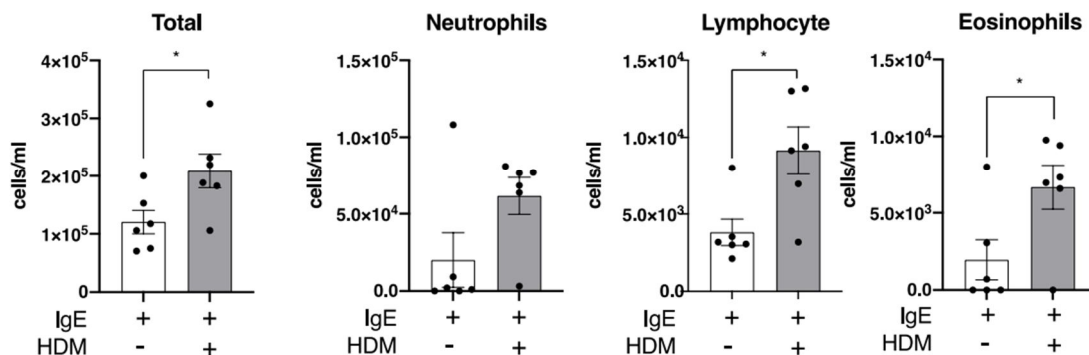 Total
Neutrophils
Lymphocyte
Eosinophils
cells/ml
4×10⁵
3×10⁵
2×10⁵
1×10⁵
0
*
IgE + +
HDM - +
cells/ml
1.5×10⁵
1.0×10⁵
5.0×10⁴
0.0
IgE + +
HDM - +
cells/ml
1.5×10⁴
1.0×10⁴
5.0×10³
0.0
*
IgE + +
HDM - +
cells/ml
1.5×10⁴
1.0×10⁴
5.0×10³
0.0
*
IgE + +
HDM - +